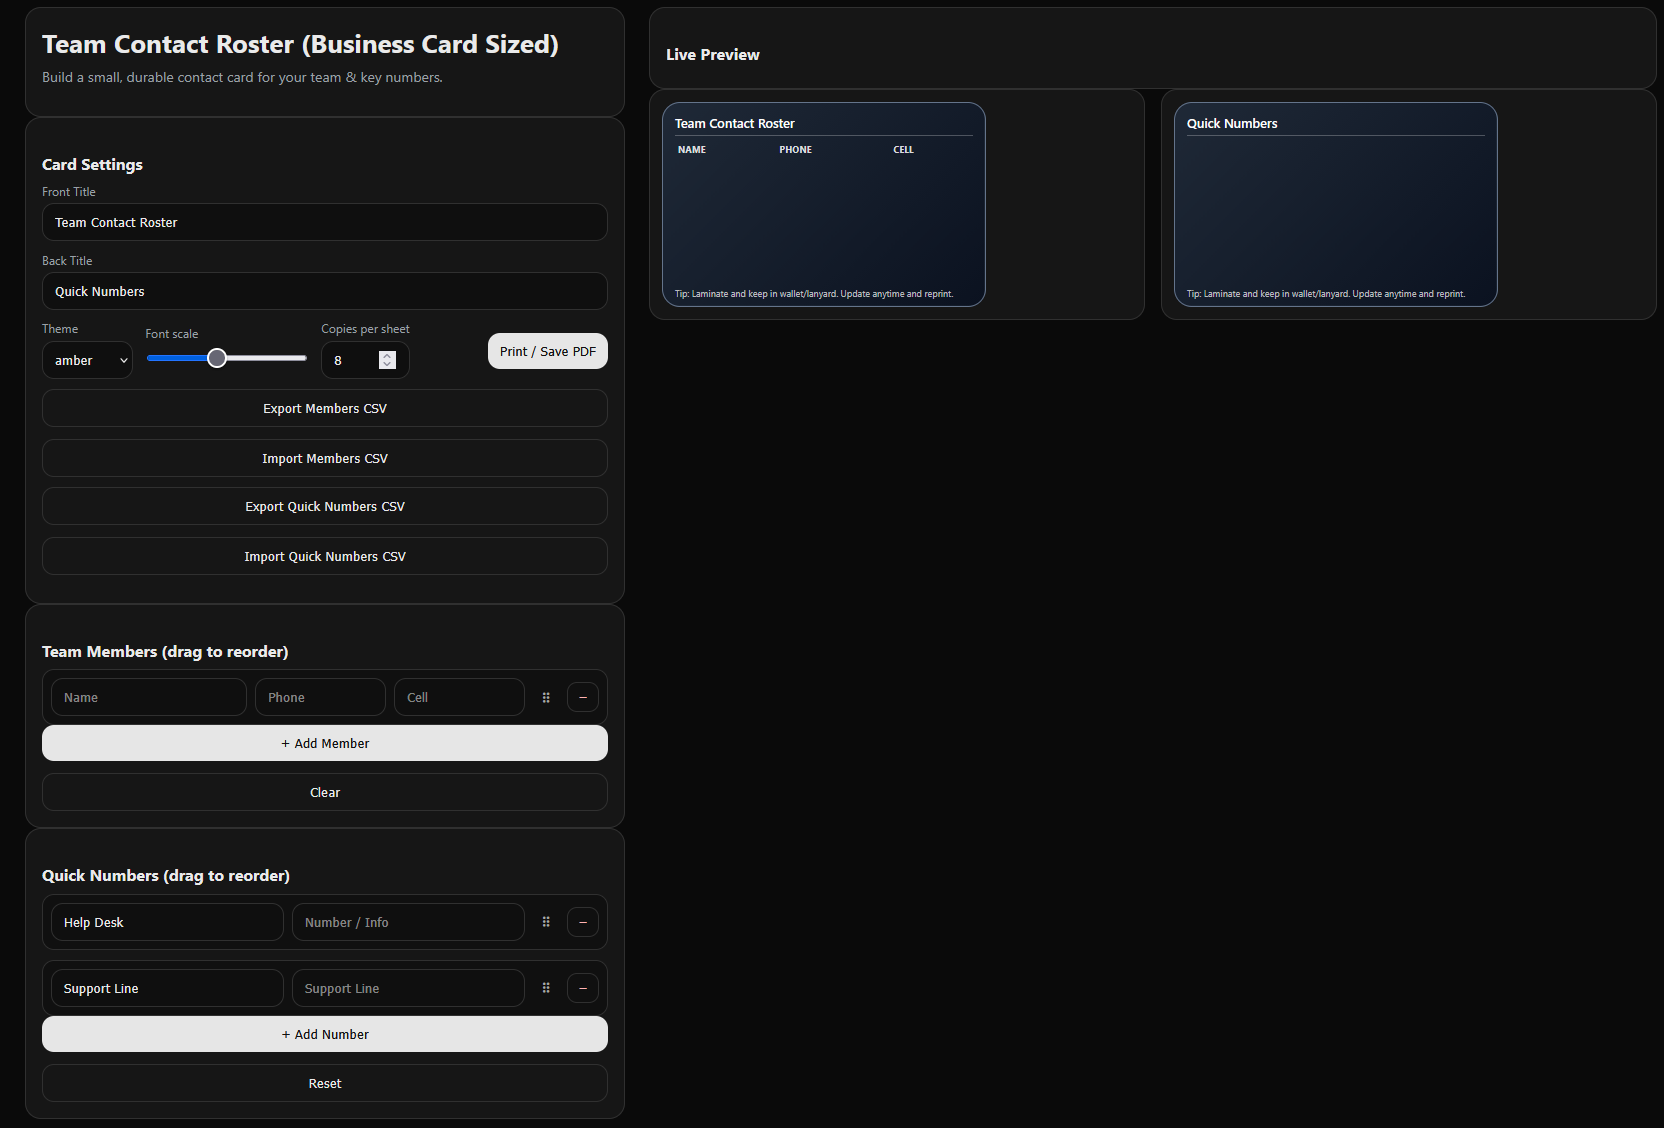 Team Contact Roster (Business Card Sized)
Build a small, durable contact card for your team & key numbers.
Card Settings
Front Title
Team Contact Roster
Back Title
Quick Numbers
Theme
Font scale
Copies per sheet
amber
8
Print / Save PDF
Export Members CSV
Import Members CSV
Export Quick Numbers CSV
Import Quick Numbers CSV
Team Members (drag to reorder)
Name Phone Cell
+ Add Member
Clear
Quick Numbers (drag to reorder)
Help Desk Number / Info
Support Line Support Line
+ Add Number
Reset
Live Preview
Team Contact Roster
NAME PHONE CELL
Tip: Laminate and keep in wallet/lanyard. Update anytime and reprint.
Quick Numbers
Tip: Laminate and keep in wallet/lanyard. Update anytime and reprint.